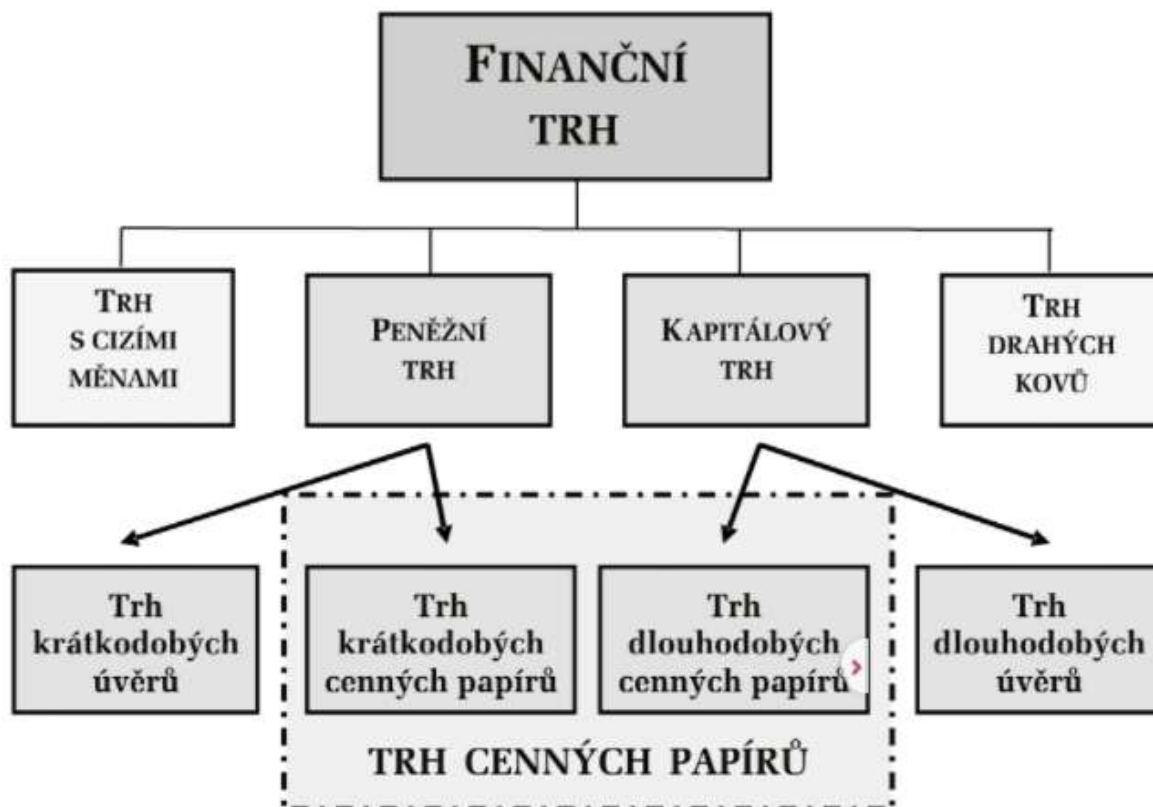 FINANČNÍ
TRH
TRH
S CIZÍMI
MĚNAMI
PENĚŽNÍ
TRH
KAPITÁLOVÝ
TRH
TRH
DRAHÝCH
KOVŮ
Trh
krátkodobých
úvěrů
Trh
krátkodobých
cenných papírů
Trh
dlouhodobých
cenných papírů
Trh
dlouhodobých
úvěrů
TRH CENNÝCH PAPÍRŮ